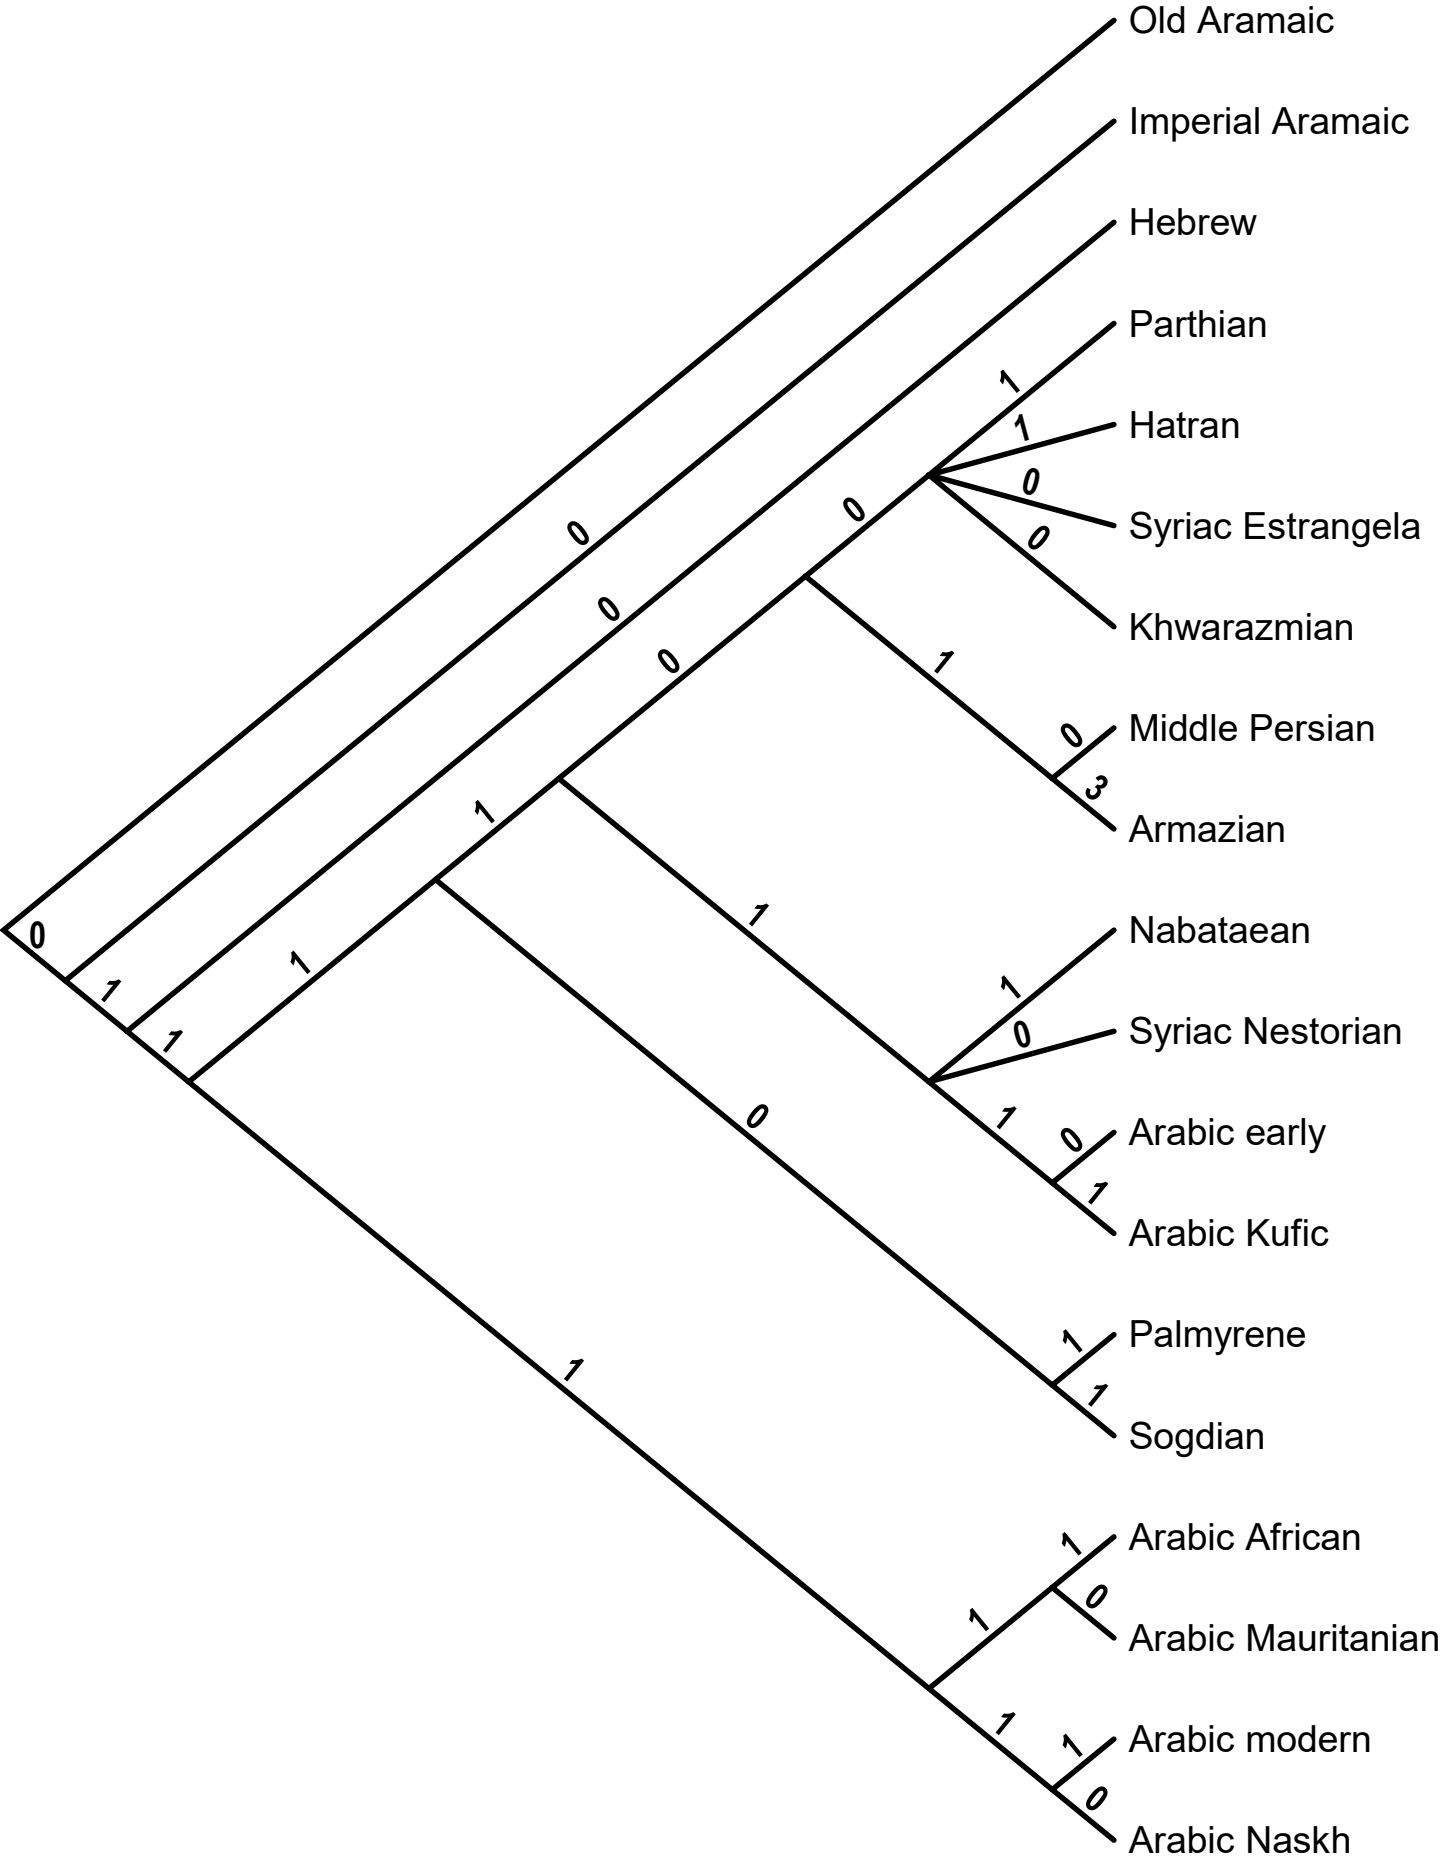 Old Aramaic
Imperial Aramaic
Hebrew
Parthian
1
Hatran
1
0
Syriac Estrangela
0
0
0
Khwarazmian
0
0
1
Middle Persian
0
3
Armazian
1
1
Nabataean
0
1
1
Syriac Nestorian
0
1
1
Arabic early
0
1
0
1
Arabic Kufic
Palmyrene
1
1
Sogdian
1
Arabic African
1
0
1
Arabic Mauritanian
1
Arabic modern
1
0
Arabic Naskh